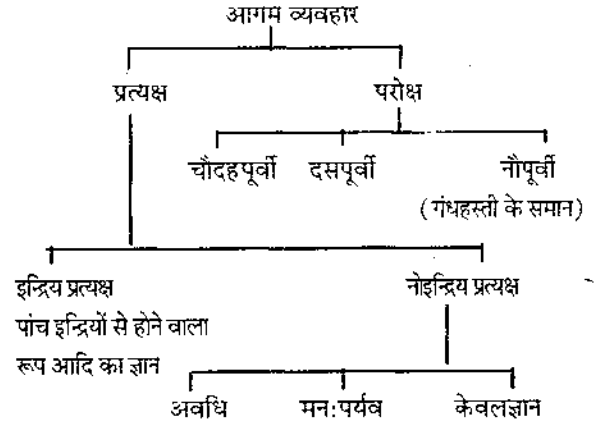 आगम व्यवहार
प्रत्यक्ष परोक्ष
चौदहपूर्वी दसपूर्वी नौपूर्वी
(गंधहस्ती के समान)
इन्द्रिय प्रत्यक्ष नोइन्द्रिय प्रत्यक्ष
पांच इन्द्रियों से होने वाला
रूप आदि का ज्ञान
अवधि मन:पर्यव केवलज्ञान